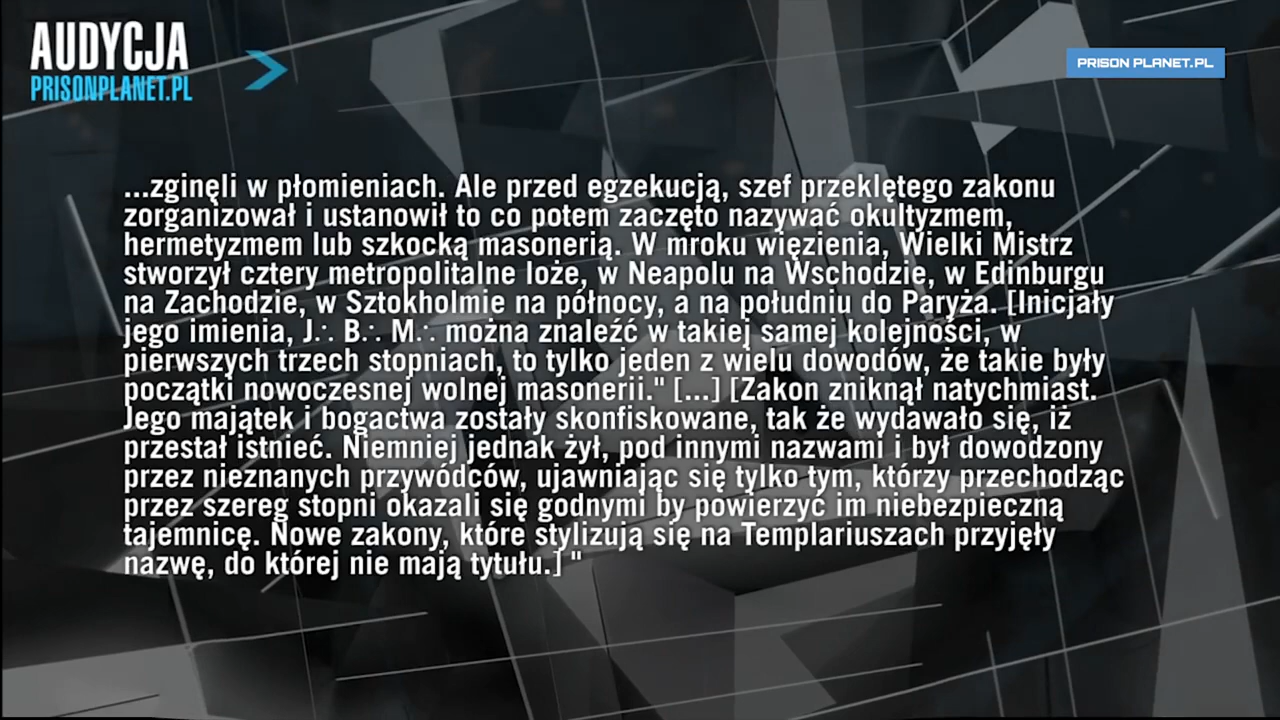 AUDYCJA
PRISONPLANET.PL
PRISON PLANET.PL
...zginęli w płomieniach. Ale przed egzekucją, szef przeklętego zakonu
zorganizował i ustanowił to co potem zaczęto nazywać okultyzmem,
hermetyzmem lub szkocką masonerią. W mroku więzienia, Wielki Mistrz
stworzył cztery metropolitalne loże, w Neapolu na Wschodzie, w Edinburgu
na Zachodzie, w Sztokholmie na północy, a na południu do Paryża. [Inicjały
jego imienia, J∴ B∴ M∴ można znaleźć w takiej samej kolejności, w
pierwszych trzech stopniach, to tylko jeden z wielu dowodów, że takie były
początki nowoczesnej wolnej masonerii." [...] [Zakon zniknął natychmiast.
Jego majątek i bogactwa zostały skonfiskowane, tak że wydawało się, iż
przestał istnieć. Niemniej jednak żył, pod innymi nazwami i był dowodzony
przez nieznanych przywódców, ujawniając się tylko tym, którzy przechodząc
przez szereg stopni okazali się godnymi by powierzyć im niebezpieczną
tajemnicę. Nowe zakony, które stylizują się na Templariuszach przyjęły
nazwę, do której nie mają tytułu.] "